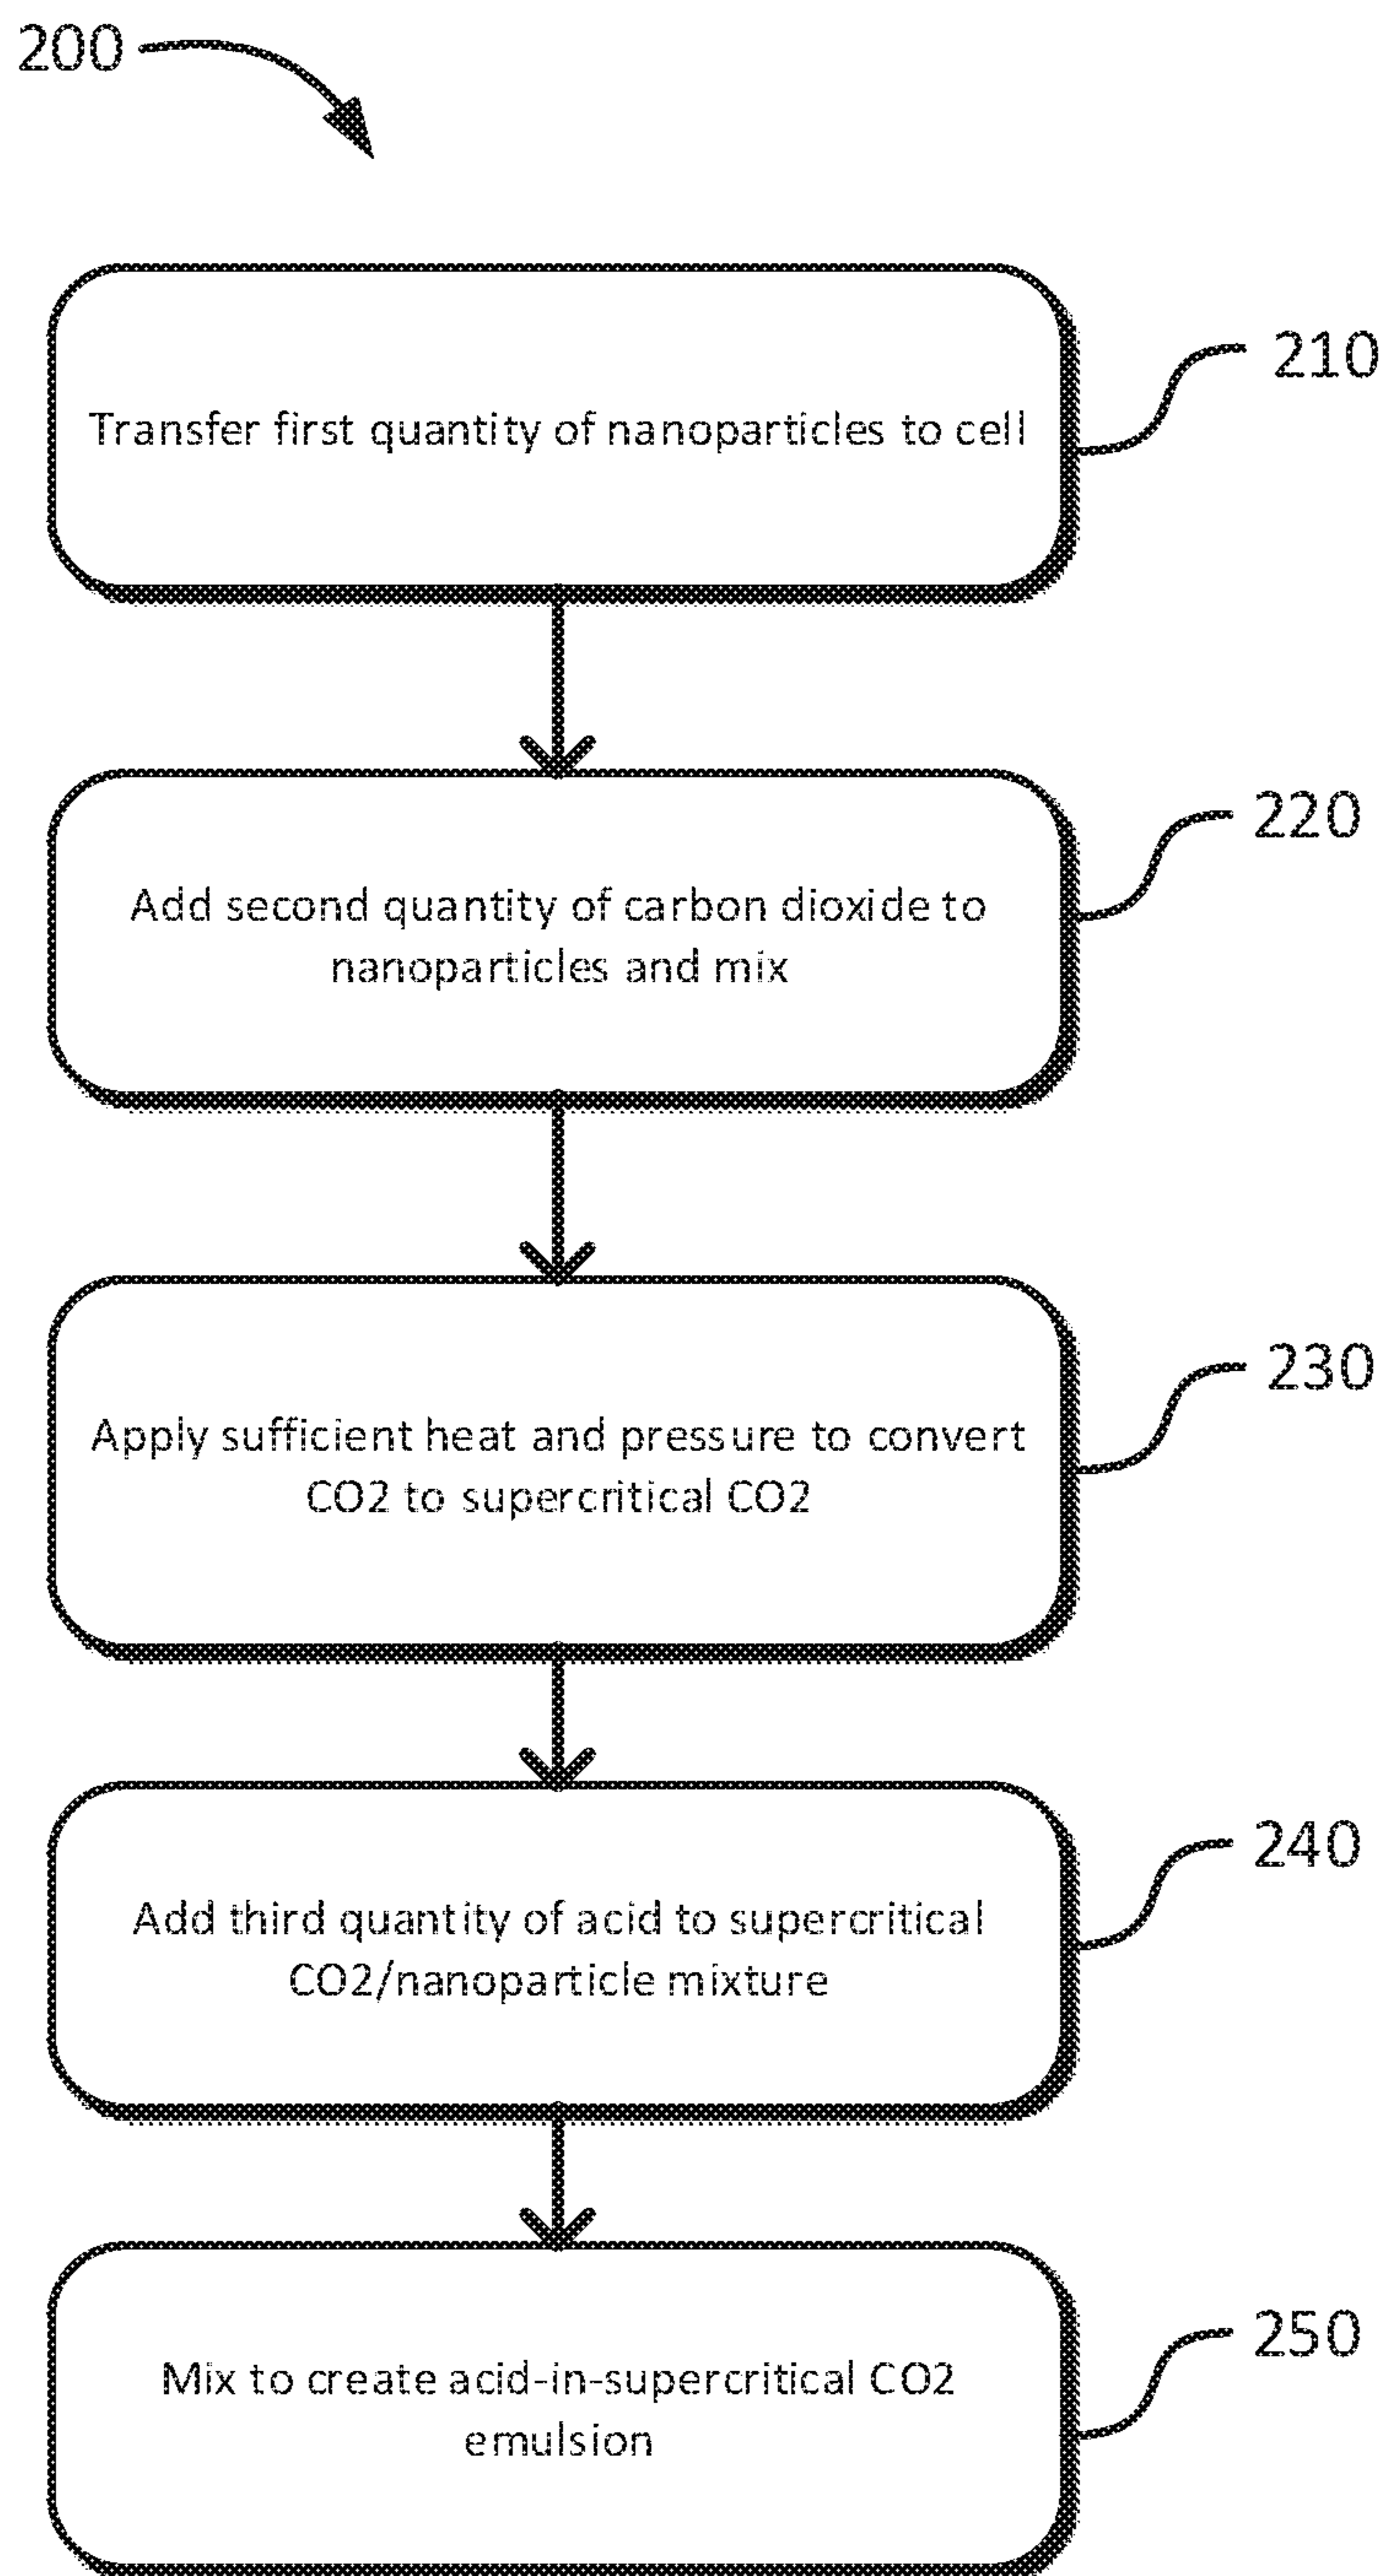 200
210
Transfer first quantity of nanoparticles to cell
220
Add second quantity of carbon dioxide to
nanoparticles and mix
230
Apply sufficient heat and pressure to convert
CO2 to supercritical CO2
240
Add third quantity of acid to supercritical
CO2/nanoparticle mixture
250
Mix to create acid-in-supercritical CO2
emulsion